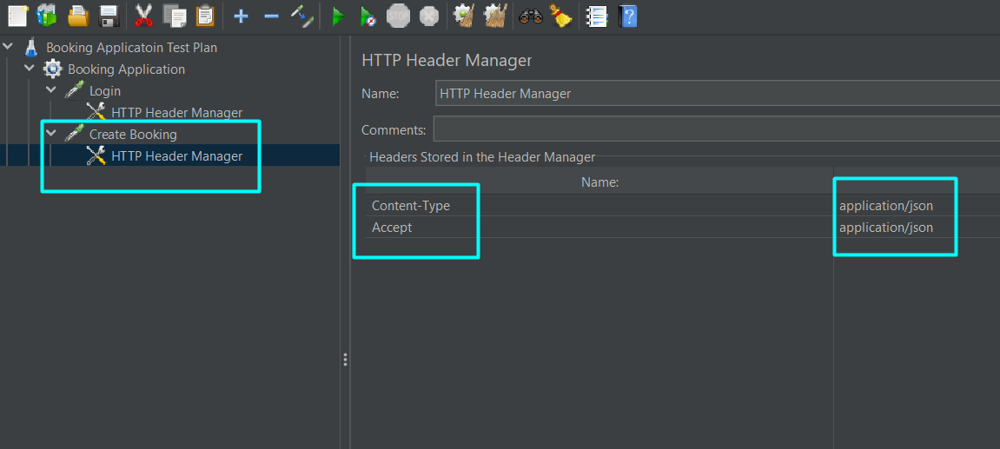 STOP
Booking Applicatoin Test Plan
Booking Application
Login
HTTP Header Manager
Create Booking
HTTP Header Manager
HTTP Header Manager
Name: HTTP Header Manager
Comments:
Headers Stored in the Header Manager
Name:
Content-Type application/json
Accept application/json